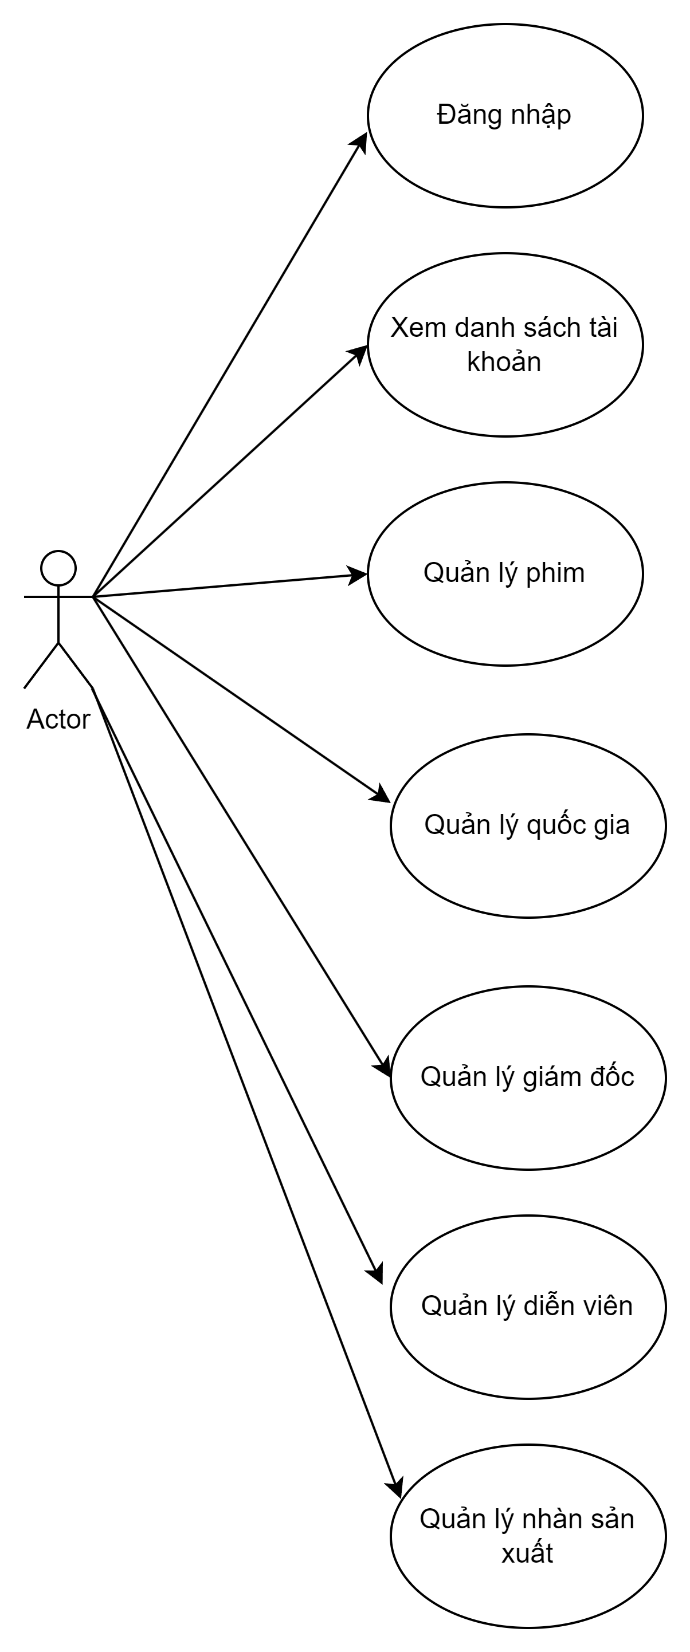 Đăng nhập
Xem danh sách tài
khoản
Quản lý phim
Actor
Quản lý quốc gia
Quản lý giám đốc
Quản lý diễn viên
Quản lý nhàn sản
xuất